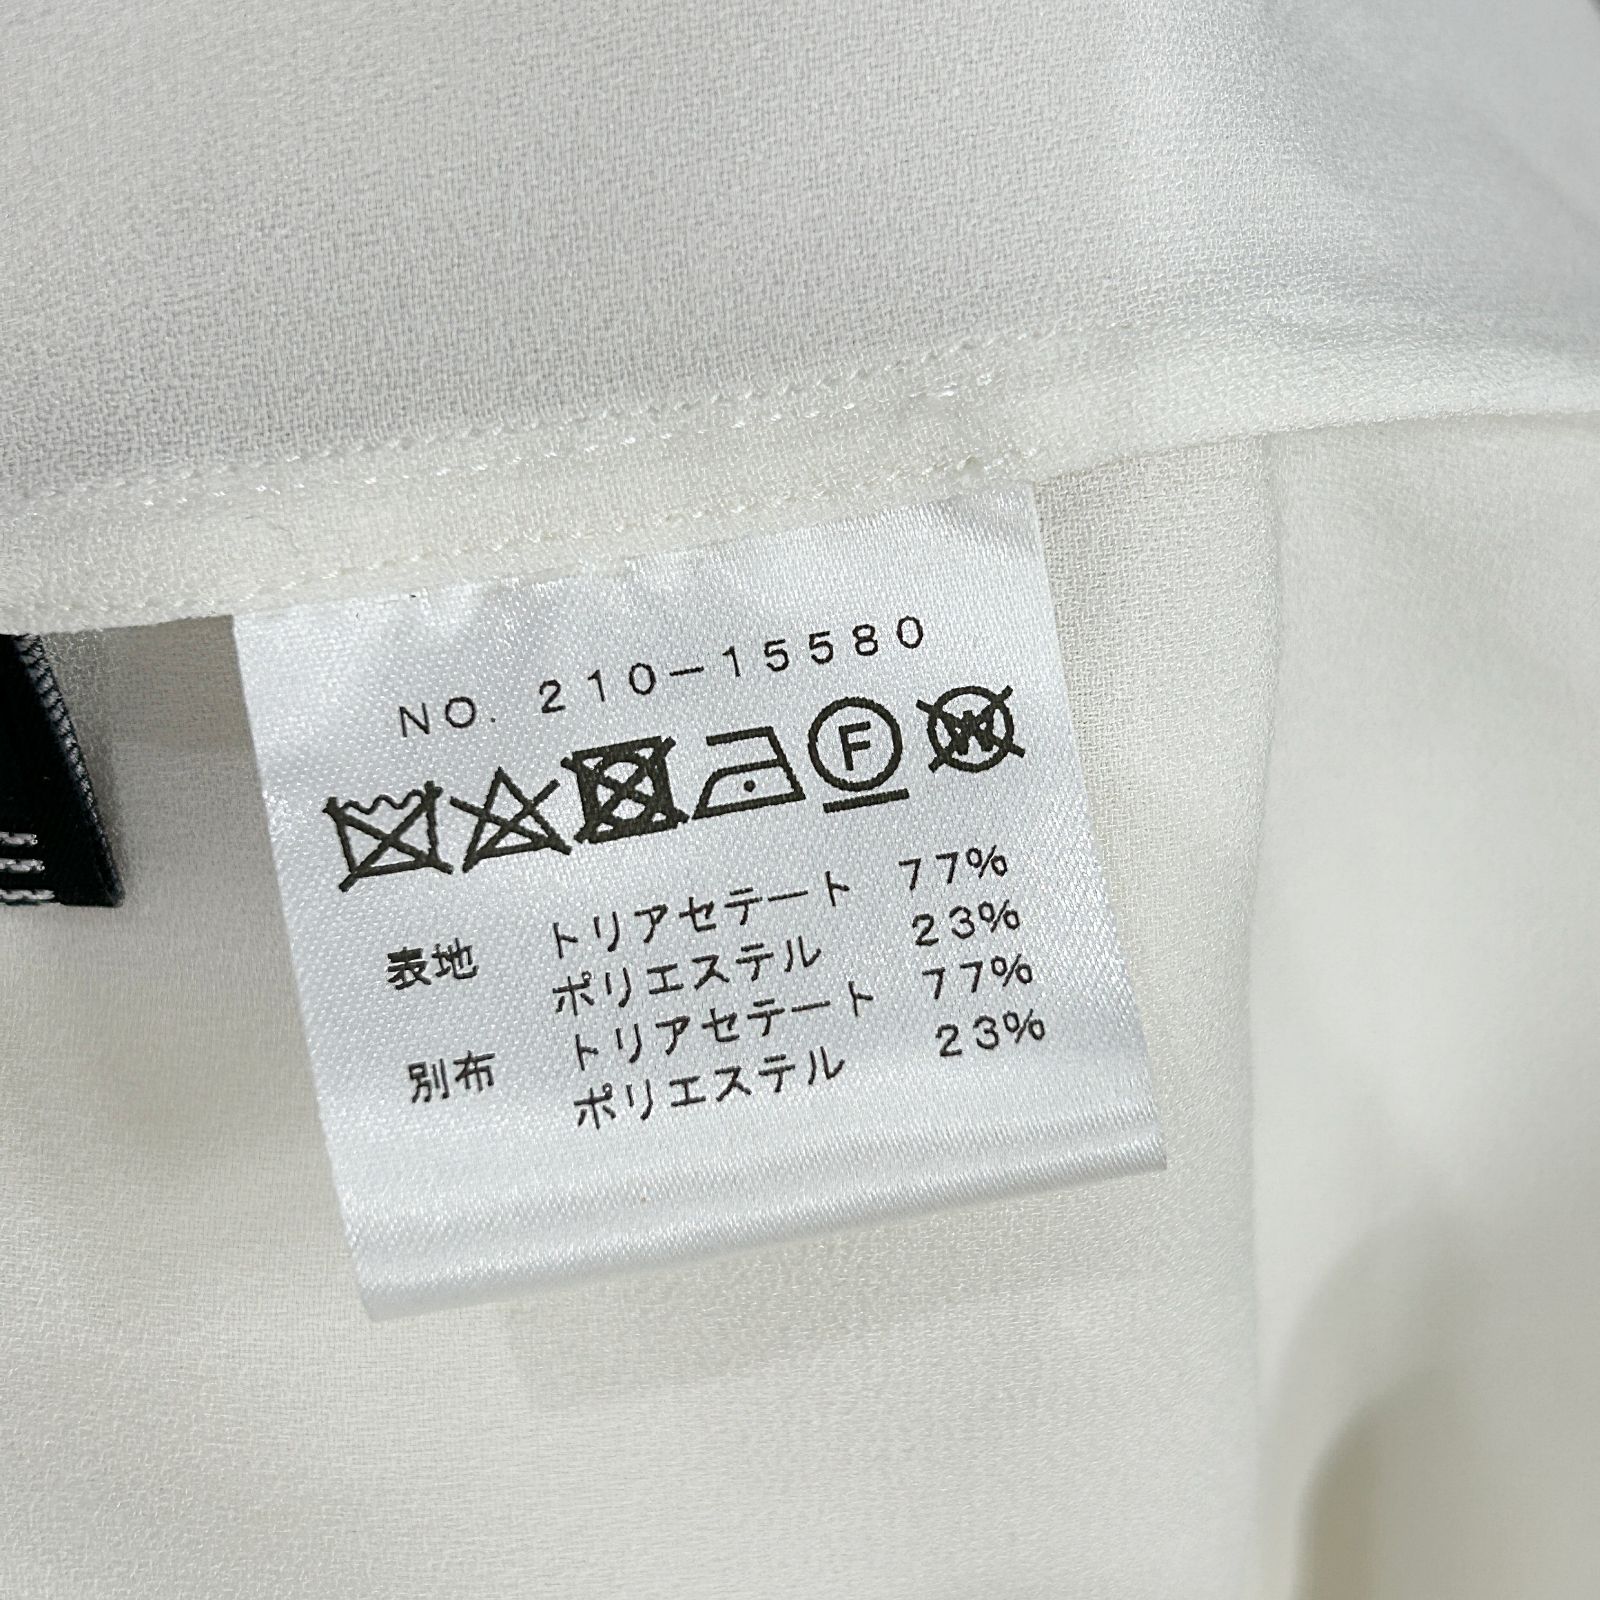 NO. 210-15580
F W
表地 トリアセテート 77%
ポリエステル 23%
別布 トリアセテート 77%
ポリエステル 23%